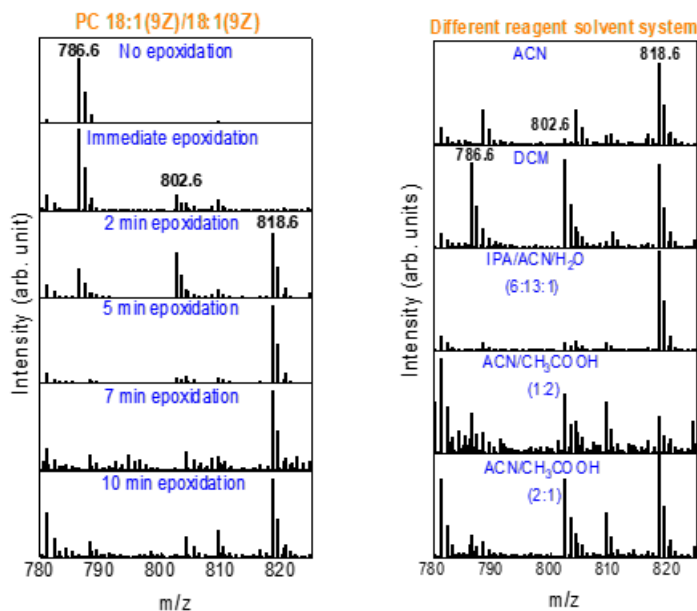 PC 18:1(9Z)/18:1(9Z)
786.6
No epoxidation
Immediate epoxidation
802.6
2 min epoxidation
818.6
5 min epoxidation
7 min epoxidation
10 min epoxidation
Intensity (arb. unit)
780 790 800 810 820
m/z
Different reagent solvent system
ACN
818.6
802.6
786.6
DCM
IPA/ACN/H₂O
(6:13:1)
ACN/CH₃COOH
(1:2)
ACN/CH₃COOH
(2:1)
Intensity (arb. units)
780 790 800 810 820
m/z